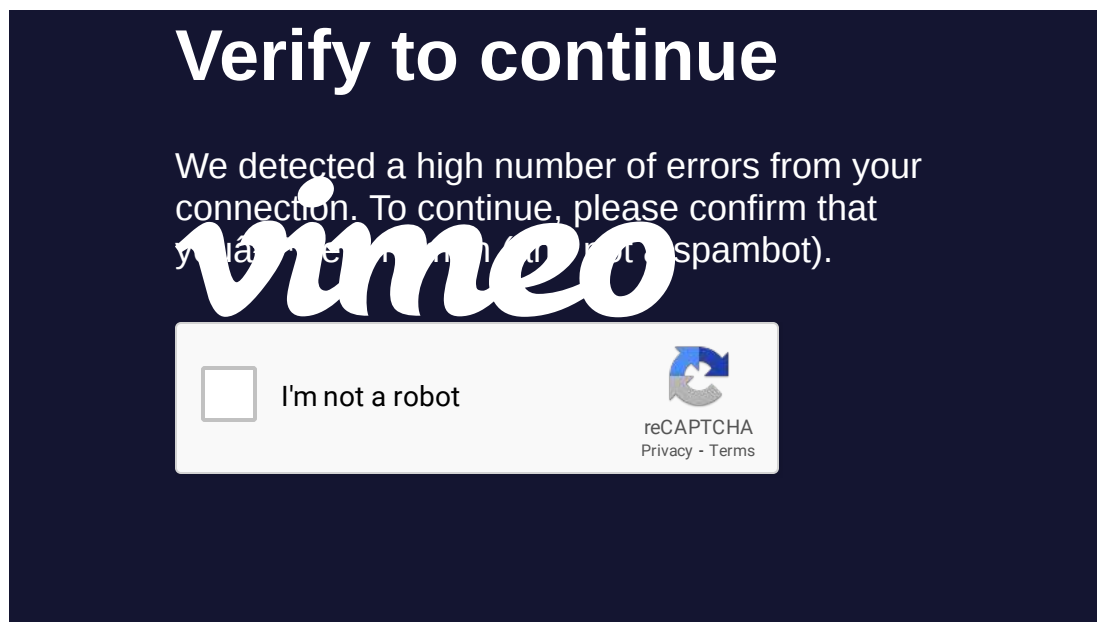 Verify to continue
We detected a high number of errors from your
connection. To continue, please confirm that
not a spambot).
vimeo
I'm not a robot
reCAPTCHA
Privacy - Terms